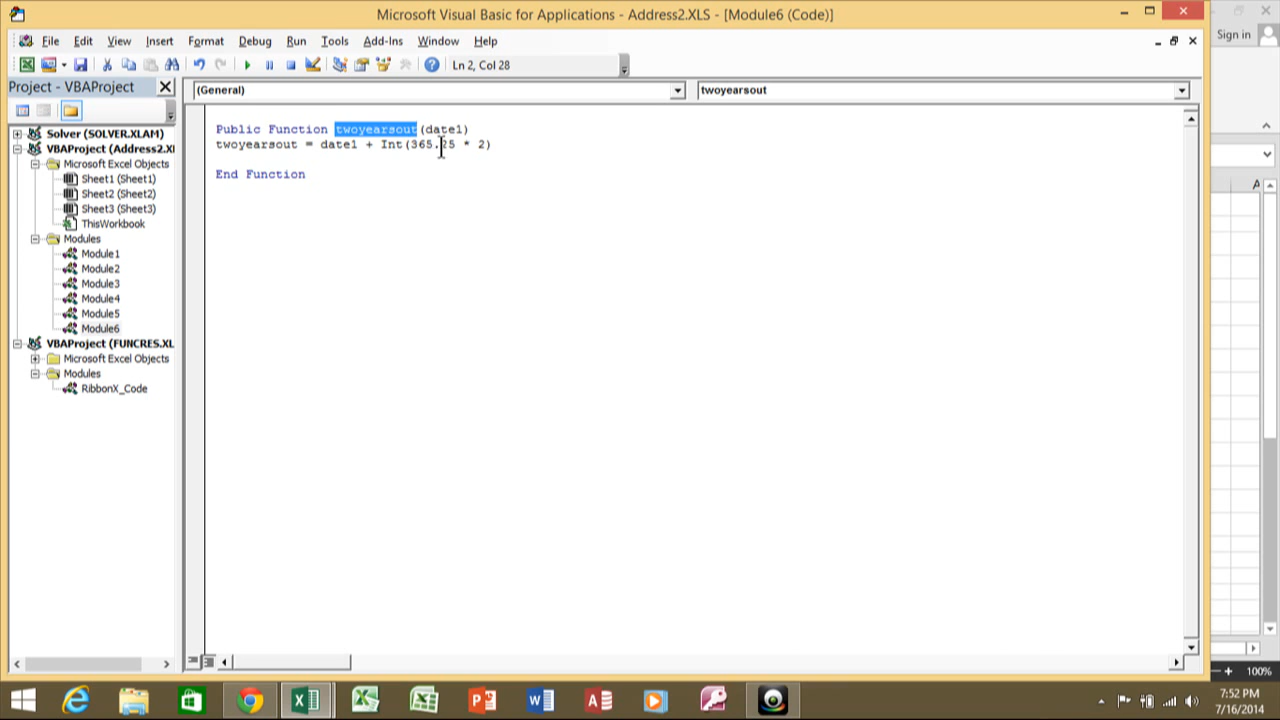 Microsoft Visual Basic for Applications - Address2.XLS - [Module6 (Code)]
File Edit View Insert Format Debug Run Tools Add-Ins Window Help
Sign in
Ln 2, Col 28
Project - VBAProject
(General)
twoyearsout
Solver (SOLVER.XLAM)
VBAProject (Address2.Xl
Microsoft Excel Objects
Sheet1 (Sheet1)
Sheet2 (Sheet2)
Sheet3 (Sheet3)
ThisWorkbook
Modules
Module1
Module2
Module3
Module4
Module5
Module6
VBAProject (FUNCRES.XL
Microsoft Excel Objects
Modules
RibbonX_Code
Public Function twoyearsout(date1)
twoyearsout = date1 + Int(365.25 * 2)
End Function
100%
7:52 PM
7/16/2014